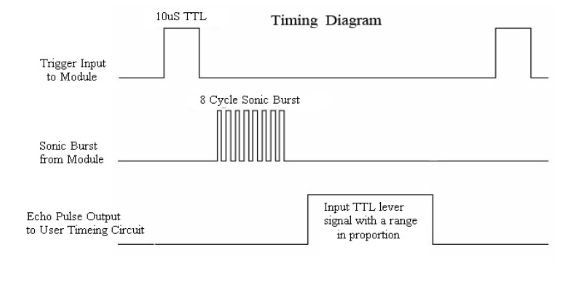 10uS TTL
Timing Diagram
Trigger Input
to Module
8 Cycle Sonic Burst
Sonic Burst
from Module
Input TTL lever
signal with a range
in proportion
Echo Pulse Output
to User Timeing Circuit